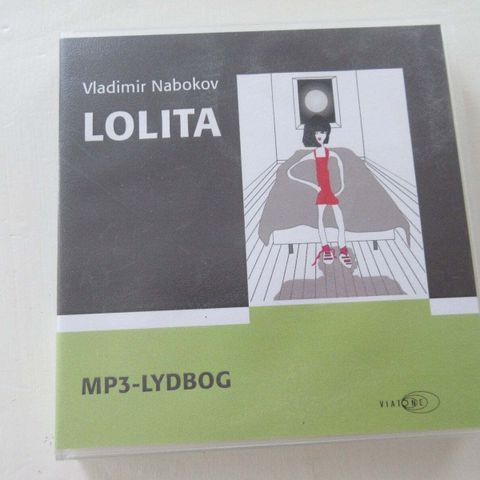 Vladimir Nabokov
LOLITA
MP3-LYDBOG
VIATONE